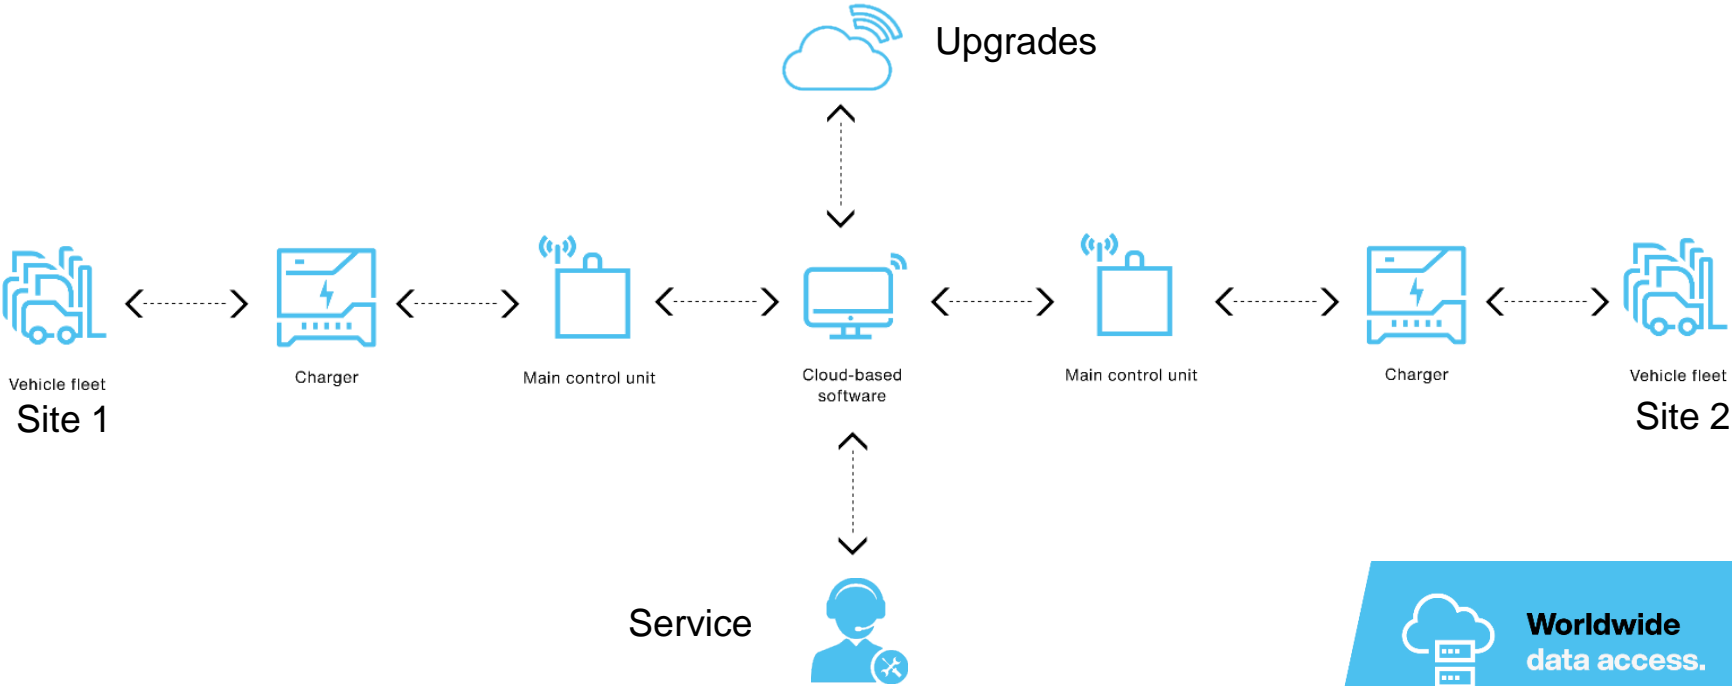 Upgrades
Vehicle fleet
Site 1
Charger
Main control unit
Cloud-based
software
Main control unit
Charger
Vehicle fleet
Site 2
Service
Worldwide
data access.